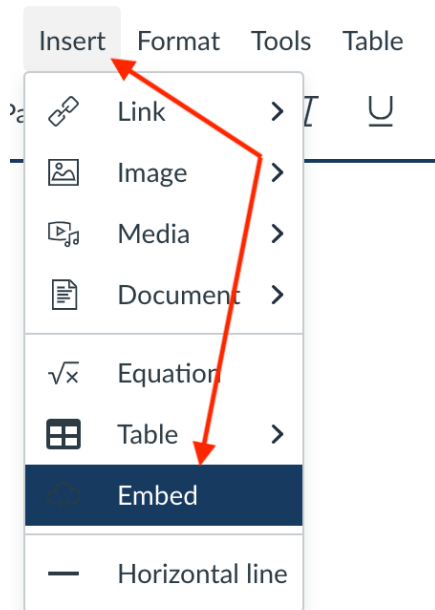 Insert Format Tools Table
Link
Image
Media
Document
Equation
Table
Embed
Horizontal line